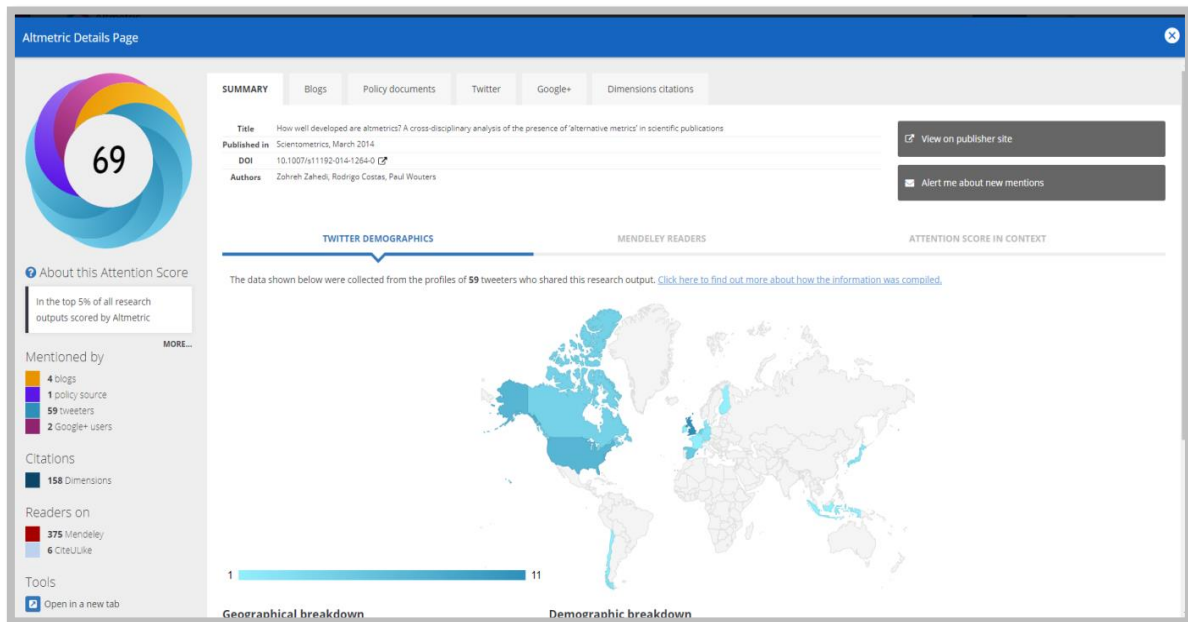 Altmetric Details Page
69
About this Attention Score
In the top 5% of all research
outputs scored by Altmetric
MORE...
Mentioned by
4 blogs
1 policy source
59 tweeters
2 Google+ users
Citations
158 Dimensions
Readers on
375 Mendeley
6 CiteULike
Tools
Open in a new tab
SUMMARY Blogs Policy documents Twitter Google+ Dimensions citations
Title How well developed are altmetrics? A cross-disciplinary analysis of the presence of 'alternative metrics' in scientific publications
Published in Scientometrics, March 2014
DOI 10.1007/s11192-014-1264-0
Authors Zohreh Zahedi, Rodrigo Costas, Paul Wouters
View on publisher site
Alert me about new mentions
TWITTER DEMOGRAPHICS MENDELEY READERS ATTENTION SCORE IN CONTEXT
The data shown below were collected from the profiles of 59 tweeters who shared this research output. Click here to find out more about how the information was compiled.
1 11
Geographical breakdown Demographic breakdown